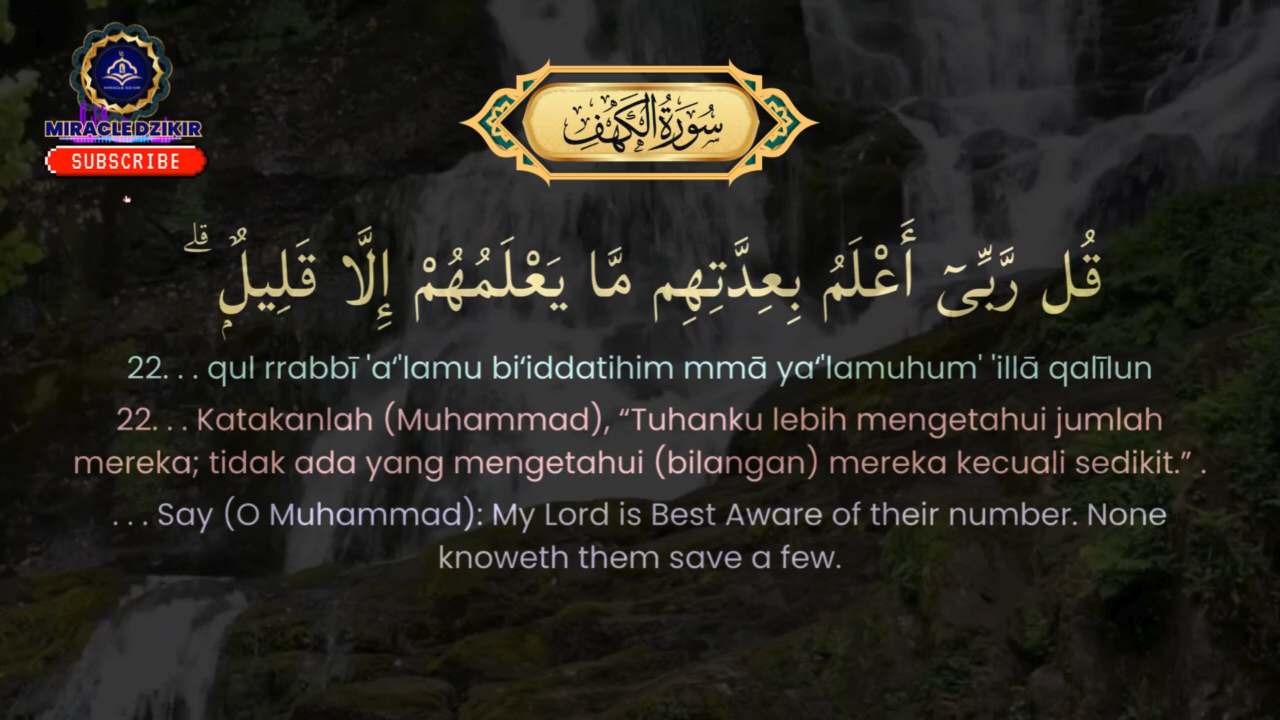 MIRACLE DZIKIR
SUBSCRIBE
سُورَةُ الكَهْفِ
قُل رَّبِّىٓ أَعْلَمُ بِعِدَّتِهِم مَّا يَعْلَمُهُمْ إِلَّا قَلِيلٌۭ ۗ
22. . . qul rrabbī 'a‘'lamu bi‘iddatihim mmā ya‘'lamuhum' 'illā qalīlun
22. . . Katakanlah (Muhammad), “Tuhanku lebih mengetahui jumlah
mereka; tidak ada yang mengetahui (bilangan) mereka kecuali sedikit.” .
. . . Say (O Muhammad): My Lord is Best Aware of their number. None
knoweth them save a few.